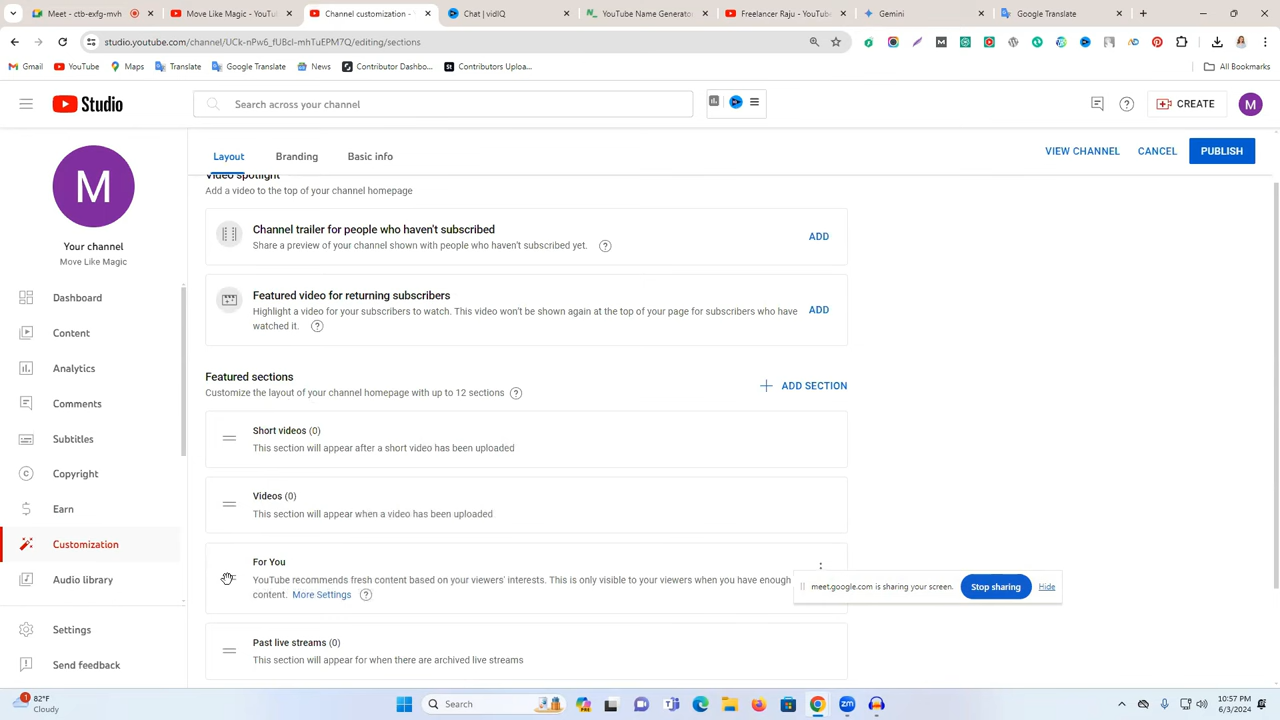 Meet - ctb-ezfg-mtx
Move Like Magic - YouTube
Channel customization -
Chat | vidIQ
YouTube Name Generator
Freelancer Raju -
Gemini
Google Translate
studio.youtube.com/channel/UCk-nPw6_fUBcI-mhTuEPM7Q/editing/sections
Gmail
YouTube
Maps
Translate
Google Translate
News
Contributor Dashbo...
Contributors Uploa...
All Bookmarks
Studio
Search across your channel
CREATE
M
Layout
Branding
Basic info
VIEW CHANNEL
CANCEL
PUBLISH
M
Your channel
Move Like Magic
Dashboard
Content
Analytics
Comments
Subtitles
Copyright
Earn
Customization
Audio library
Settings
Send feedback
Video spotlight
Add a video to the top of your channel homepage
Channel trailer for people who haven't subscribed
Share a preview of your channel shown with people who haven't subscribed yet.
ADD
Featured video for returning subscribers
Highlight a video for your subscribers to watch. This video won't be shown again at the top of your page for subscribers who have
watched it.
ADD
Featured sections
Customize the layout of your channel homepage with up to 12 sections
ADD SECTION
Short videos (0)
This section will appear after a short video has been uploaded
Videos (0)
This section will appear when a video has been uploaded
For You
YouTube recommends fresh content based on your viewers' interests. This is only visible to your viewers when you have enough
content. More Settings
meet.google.com is sharing your screen.
Stop sharing
Hide
Past live streams (0)
This section will appear for when there are archived live streams
1
82°F
Cloudy
Search
zm
10:57 PM
6/3/2024